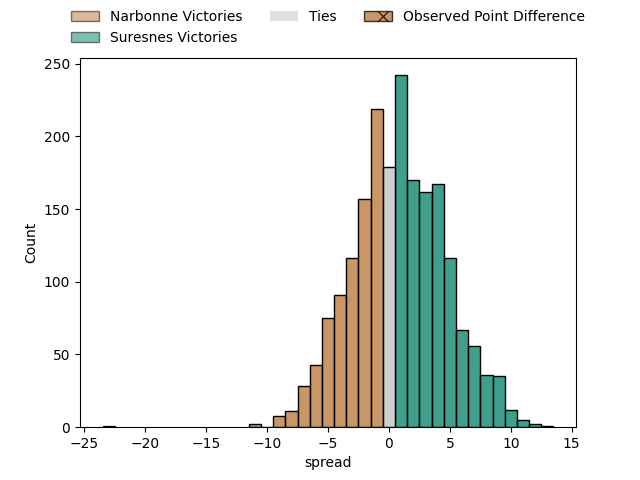 Narbonne Victories
Suresnes Victories
Ties
Observed Point Difference
250
200
150
100
50
0
Count
−25 −20 −15 −10 −5 0 5 10 15
spread